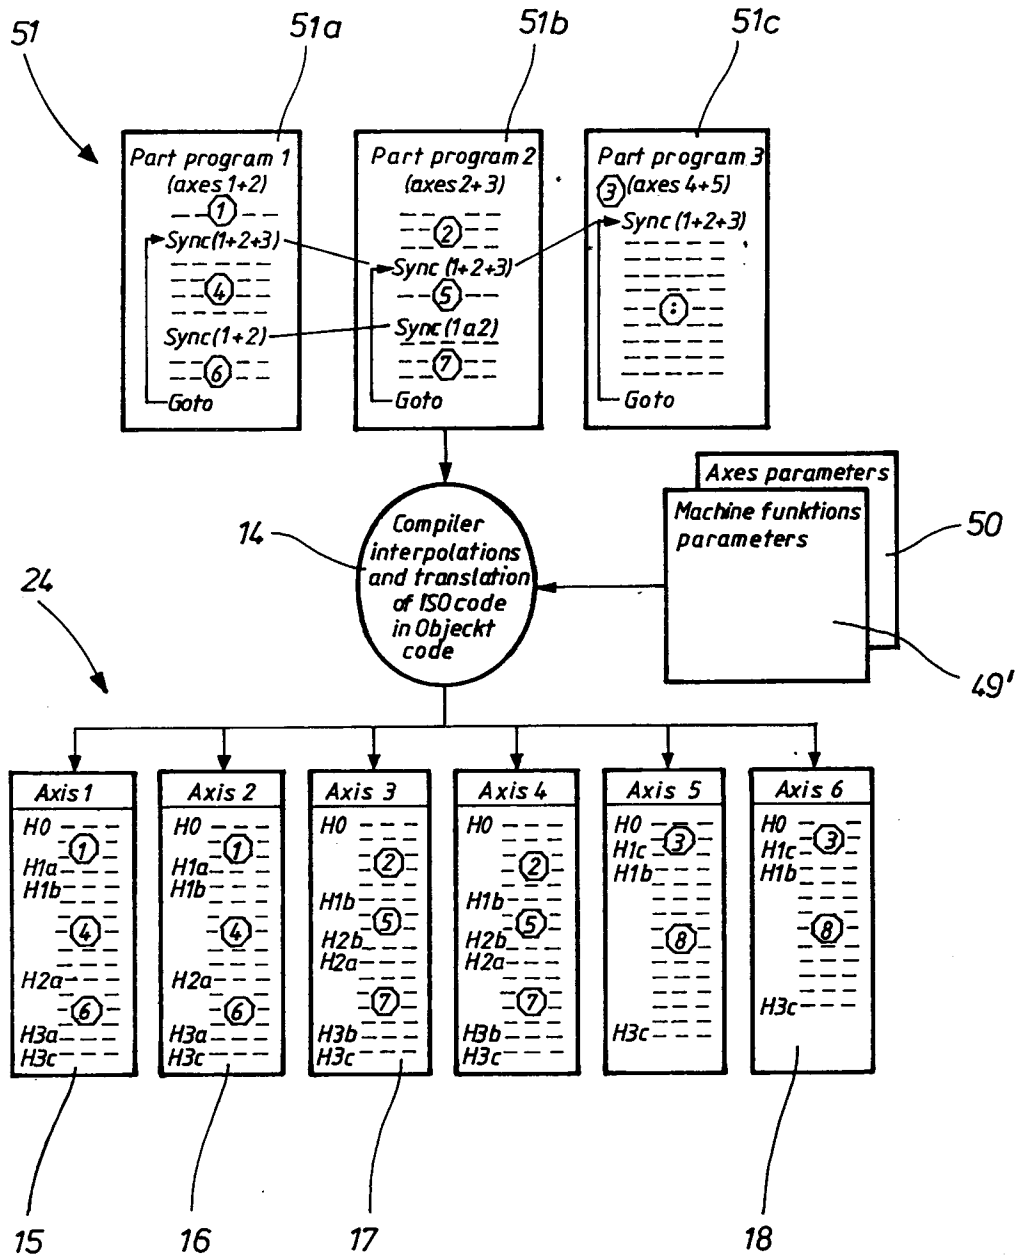 51
51a
51b
51c
Part program 1
(axes 1+2)
1
Sync(1+2+3)
4
Sync(1+2)
6
Goto
Part program 2
(axes 2+3)
2
Sync (1+2+3)
5
Sync(1a2)
7
Goto
Part program 3
3 (axes 4+5)
Sync (1+2+3)
:
Goto
14
Compiler
interpolations
and translation
of ISO code
in Objeckt
code
Axes parameters
Machine funktions
parameters
50
49'
24
Axis 1
H0
1
H1a
H1b
4
H2a
6
H3a
H3c
Axis 2
H0
1
H1a
H1b
4
H2a
6
H3a
H3c
Axis 3
H0
2
H1b
5
H2b
H2a
7
H3b
H3c
Axis 4
H0
2
H1b
5
H2b
H2a
7
H3b
H3c
Axis 5
H0
3
H1c
H1b
8
H3c
Axis 6
H0
3
H1c
H1b
8
H3c
15
16
17
18